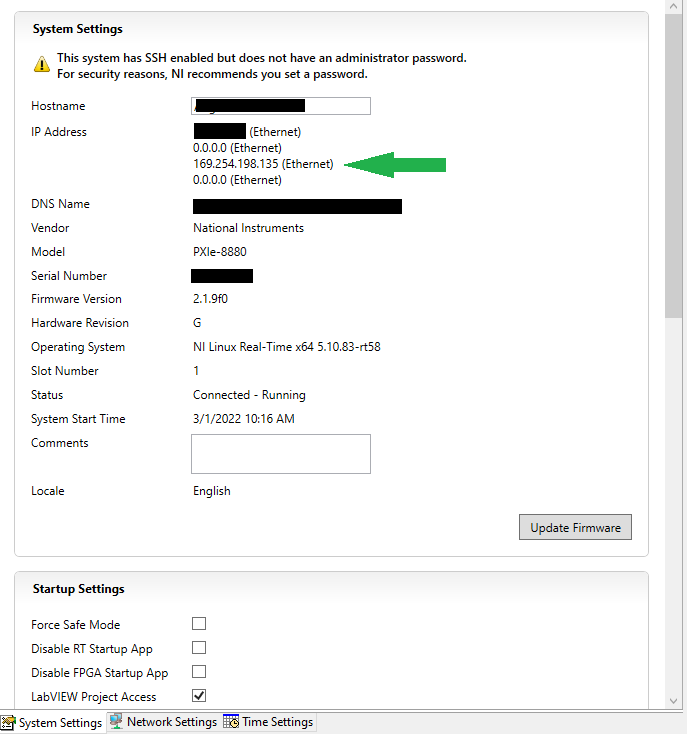 System Settings
This system has SSH enabled but does not have an administrator password.
For security reasons, NI recommends you set a password.
Hostname
IP Address (Ethernet)
0.0.0.0 (Ethernet)
169.254.198.135 (Ethernet)
0.0.0.0 (Ethernet)
DNS Name
Vendor National Instruments
Model PXIe-8880
Serial Number
Firmware Version 2.1.9f0
Hardware Revision G
Operating System NI Linux Real-Time x64 5.10.83-rt58
Slot Number 1
Status Connected - Running
System Start Time 3/1/2022 10:16 AM
Comments
Locale English
Update Firmware
Startup Settings
Force Safe Mode
Disable RT Startup App
Disable FPGA Startup App
LabVIEW Project Access
System Settings Network Settings Time Settings